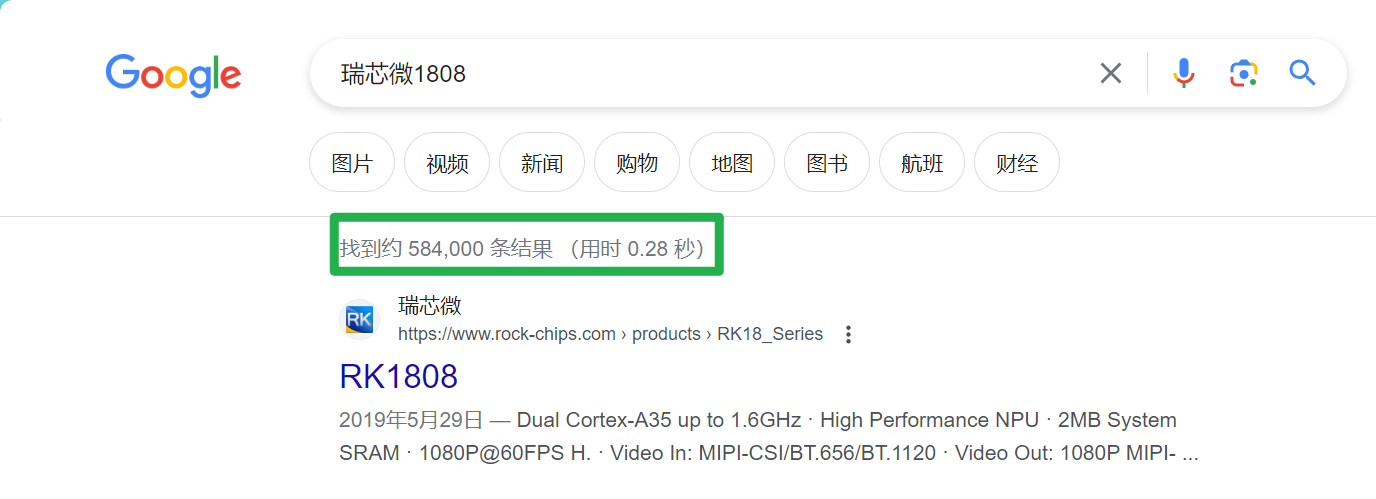 Google 瑞芯微1808
图片 视频 新闻 购物 地图 图书 航班 财经
找到约 584,000 条结果 （用时 0.28 秒）
RK 瑞芯微
https://www.rock-chips.com › products › RK18_Series
RK1808
2019年5月29日 — Dual Cortex-A35 up to 1.6GHz · High Performance NPU · 2MB System
SRAM · 1080P@60FPS H. · Video In: MIPI-CSI/BT.656/BT.1120 · Video Out: 1080P MIPI- ...